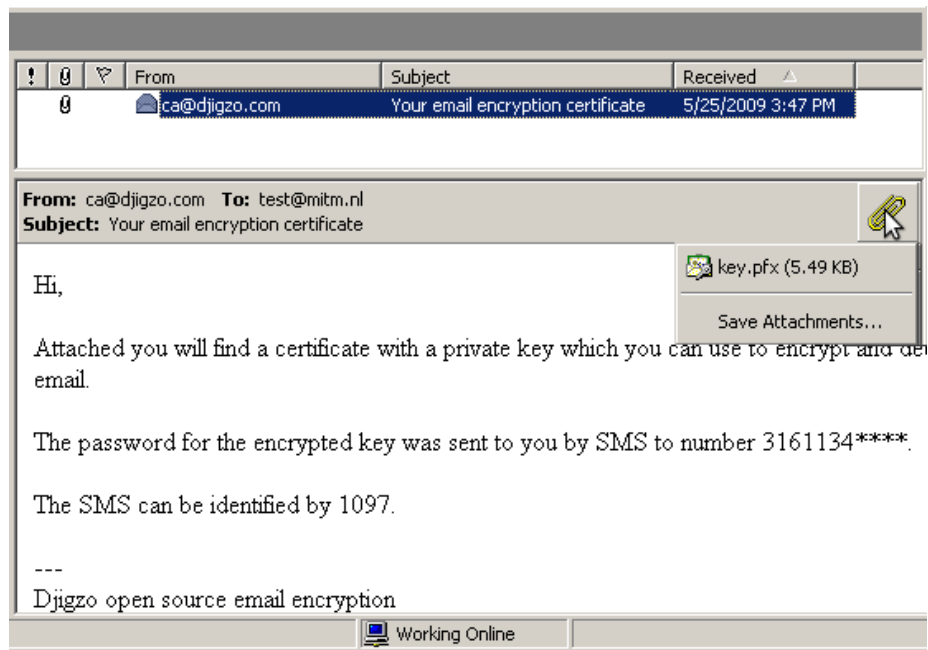 ! From Subject Received
ca@djigzo.com Your email encryption certificate 5/25/2009 3:47 PM
From: ca@djigzo.com To: test@mitm.nl
Subject: Your email encryption certificate
key.pfx (5.49 KB)
Save Attachments...
Hi,
Attached you will find a certificate with a private key which you can use to encrypt and
email.
The password for the encrypted key was sent to you by SMS to number 3161134****.
The SMS can be identified by 1097.
---
Djigzo open source email encryption
Working Online